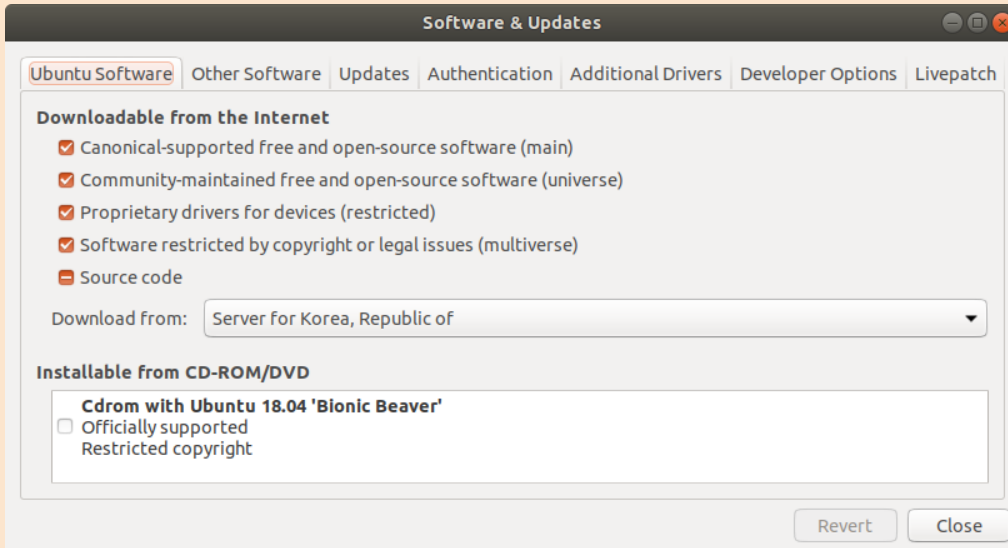 Software & Updates
Ubuntu Software Other Software Updates Authentication Additional Drivers Developer Options Livepatch
Downloadable from the Internet
Canonical-supported free and open-source software (main)
Community-maintained free and open-source software (universe)
Proprietary drivers for devices (restricted)
Software restricted by copyright or legal issues (multiverse)
Source code
Download from: Server for Korea, Republic of
Installable from CD-ROM/DVD
Cdrom with Ubuntu 18.04 'Bionic Beaver'
Officially supported
Restricted copyright
Revert Close